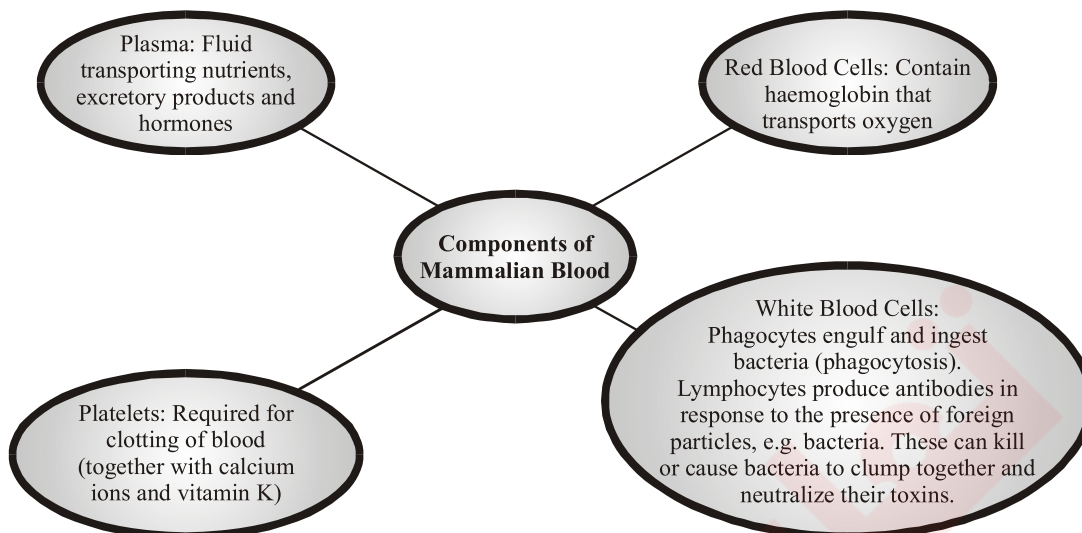 Plasma: Fluid
transporting nutrients,
excretory products and
hormones
Red Blood Cells: Contain
haemoglobin that
transports oxygen
Components of
Mammalian Blood
Platelets: Required for
clotting of blood
(together with calcium
ions and vitamin K)
White Blood Cells:
Phagocytes engulf and ingest
bacteria (phagocytosis).
Lymphocytes produce antibodies in
response to the presence of foreign
particles, e.g. bacteria. These can kill
or cause bacteria to clump together and
neutralize their toxins.